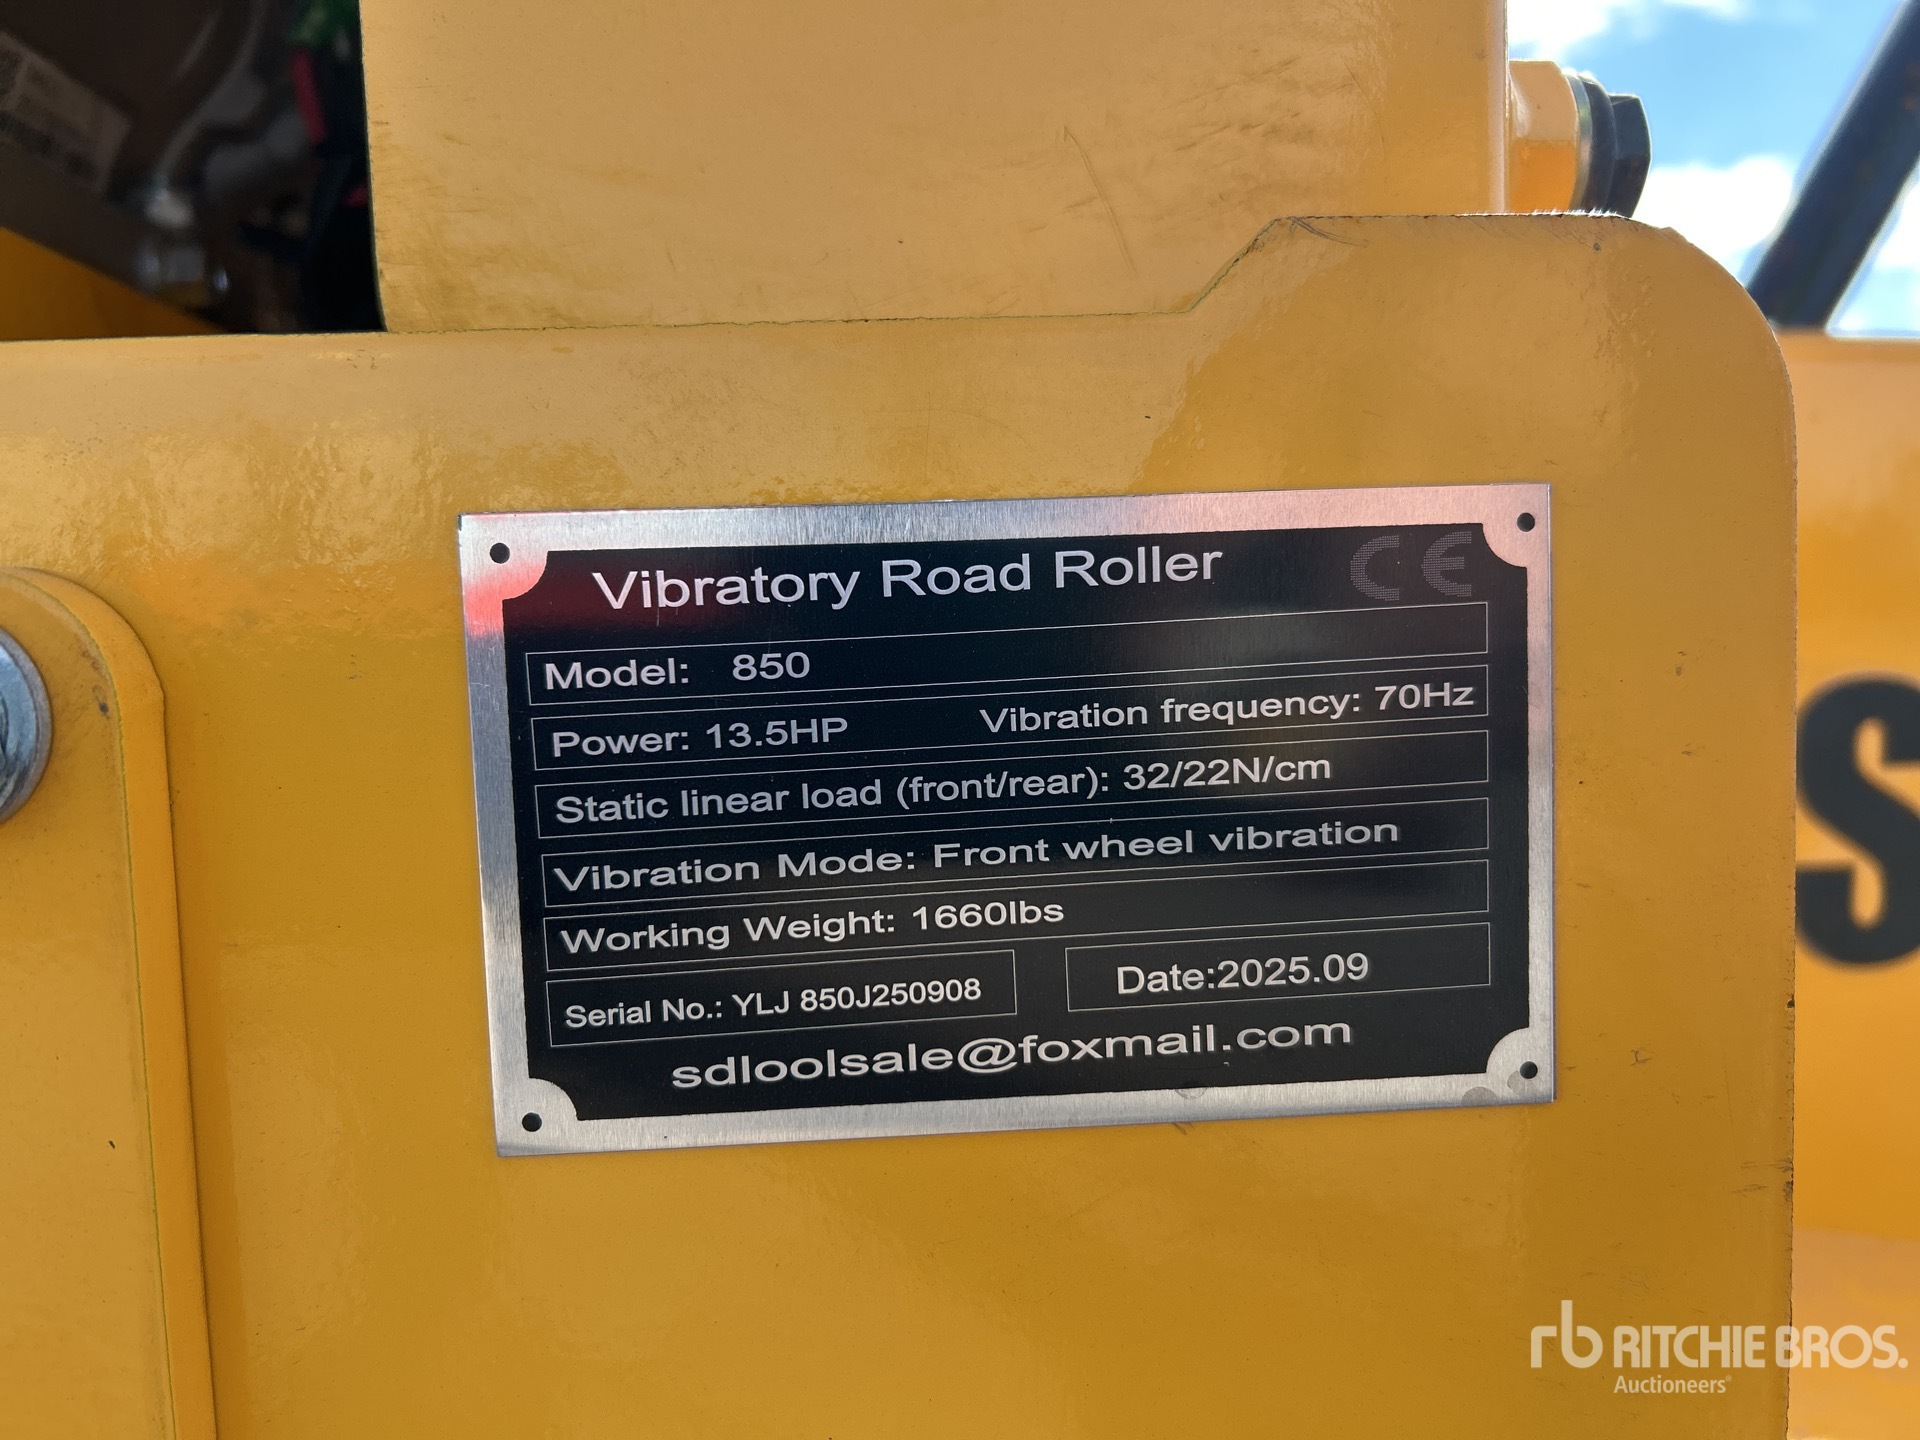 Vibratory Road Roller CE
Model: 850
Power: 13.5HP Vibration frequency: 70Hz
Static linear load (front/rear): 32/22N/cm
Vibration Mode: Front wheel vibration
Working Weight: 1660lbs
Serial No.: YLJ 850J250908 Date:2025.09
sdloolsale@foxmail.com
S
rb RITCHIE BROS.
Auctioneers